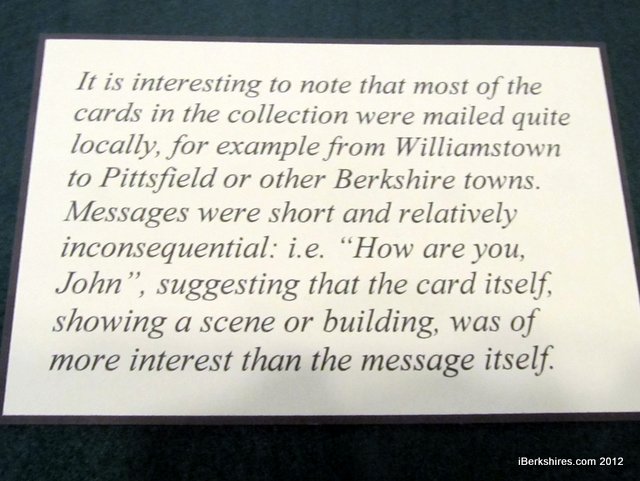 It is interesting to note that most of the
cards in the collection were mailed quite
locally, for example from Williamstown
to Pittsfield or other Berkshire towns.
Messages were short and relatively
inconsequential: i.e. “How are you,
John”, suggesting that the card itself,
showing a scene or building, was of
more interest than the message itself.
iBerkshires.com 2012